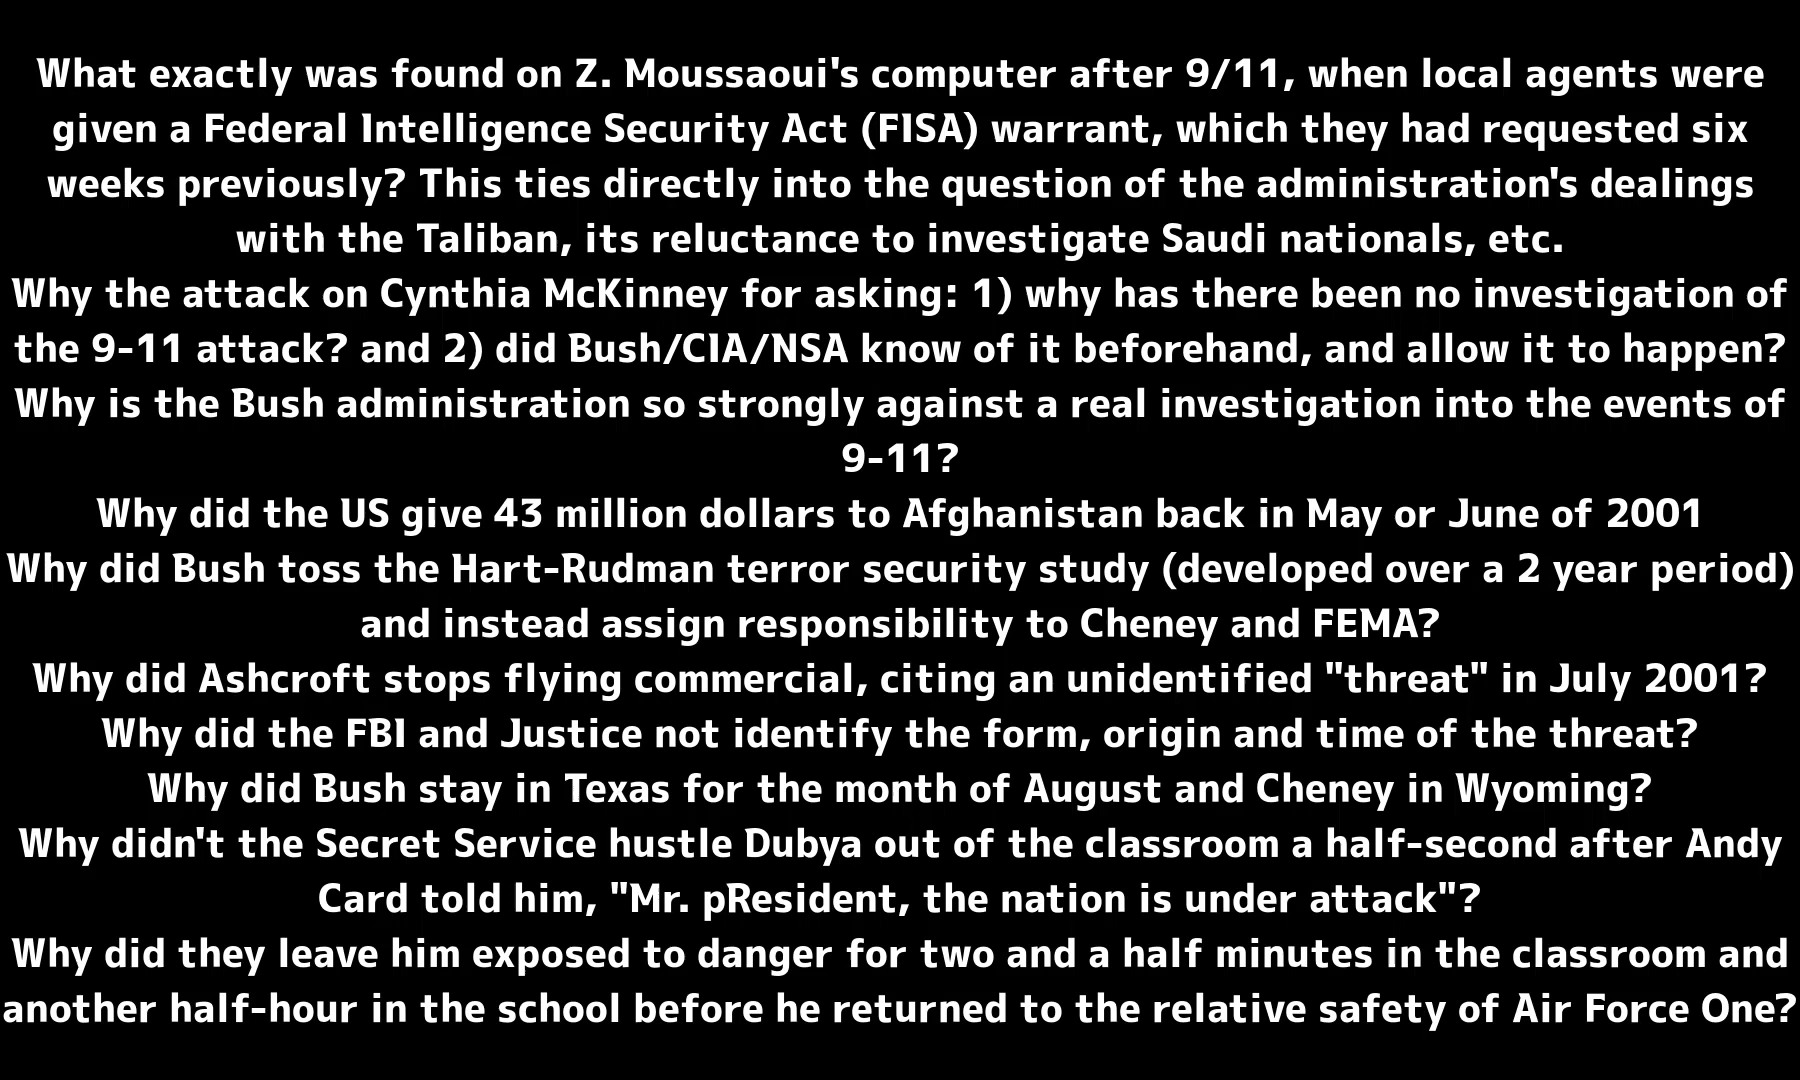 What exactly was found on Z. Moussaoui's computer after 9/11, when local agents were
given a Federal Intelligence Security Act (FISA) warrant, which they had requested six
weeks previously? This ties directly into the question of the administration's dealings
with the Taliban, its reluctance to investigate Saudi nationals, etc.
Why the attack on Cynthia McKinney for asking: 1) why has there been no investigation of
the 9-11 attack? and 2) did Bush/CIA/NSA know of it beforehand, and allow it to happen?
Why is the Bush administration so strongly against a real investigation into the events of
9-11?
Why did the US give 43 million dollars to Afghanistan back in May or June of 2001
Why did Bush toss the Hart-Rudman terror security study (developed over a 2 year period)
and instead assign responsibility to Cheney and FEMA?
Why did Ashcroft stops flying commercial, citing an unidentified "threat" in July 2001?
Why did the FBI and Justice not identify the form, origin and time of the threat?
Why did Bush stay in Texas for the month of August and Cheney in Wyoming?
Why didn't the Secret Service hustle Dubya out of the classroom a half-second after Andy
Card told him, "Mr. pResident, the nation is under attack"?
Why did they leave him exposed to danger for two and a half minutes in the classroom and
another half-hour in the school before he returned to the relative safety of Air Force One?